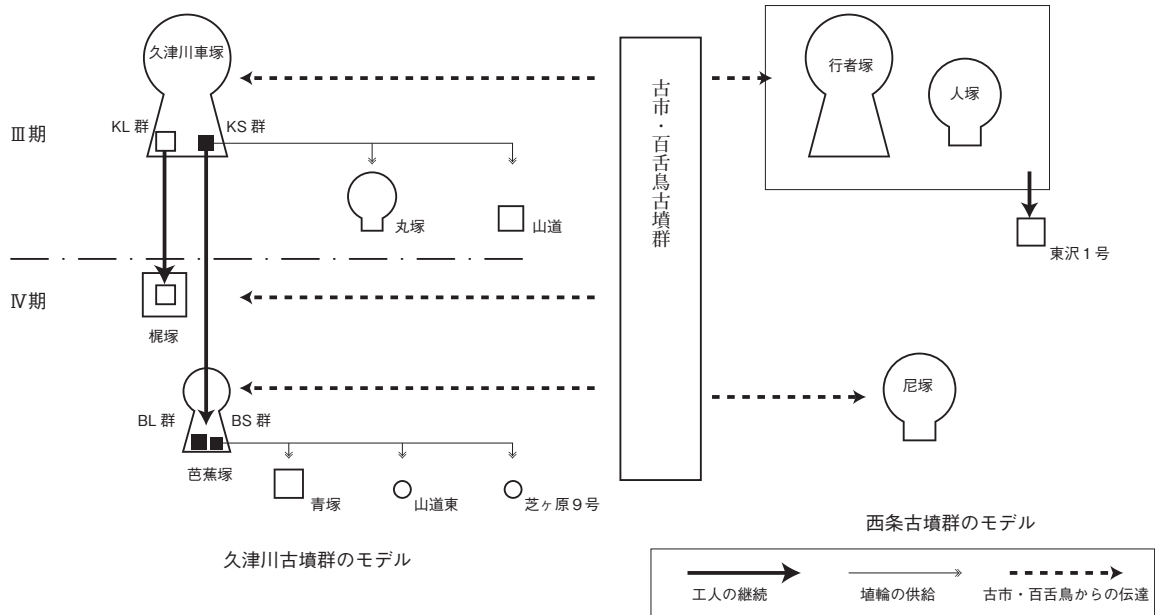 久津川車塚
KL 群
KS 群
Ⅲ期
丸塚
山道
Ⅳ期
梶塚
BL 群
BS 群
芭蕉塚
青塚
山道東
芝ヶ原９号
久津川古墳群のモデル
古市・百舌鳥古墳群
行者塚
人塚
東沢１号
尼塚
西条古墳群のモデル
工人の継続
埴輪の供給
古市・百舌鳥からの伝達